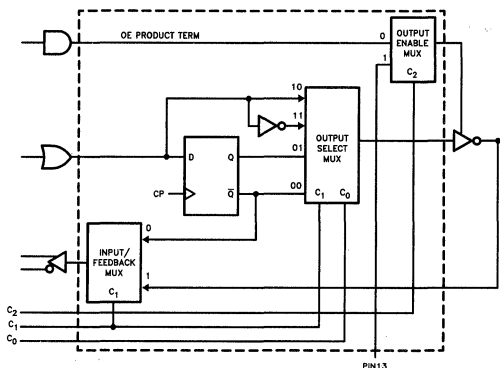 OE PRODUCT TERM
0
OUTPUT
ENABLE
MUX
1
C2
10
11
OUTPUT
SELECT
MUX
D
Q
01
CP
Q̅
00
C1
C0
0
INPUT/
FEEDBACK
MUX
1
C1
C2
C1
C0
PIN13